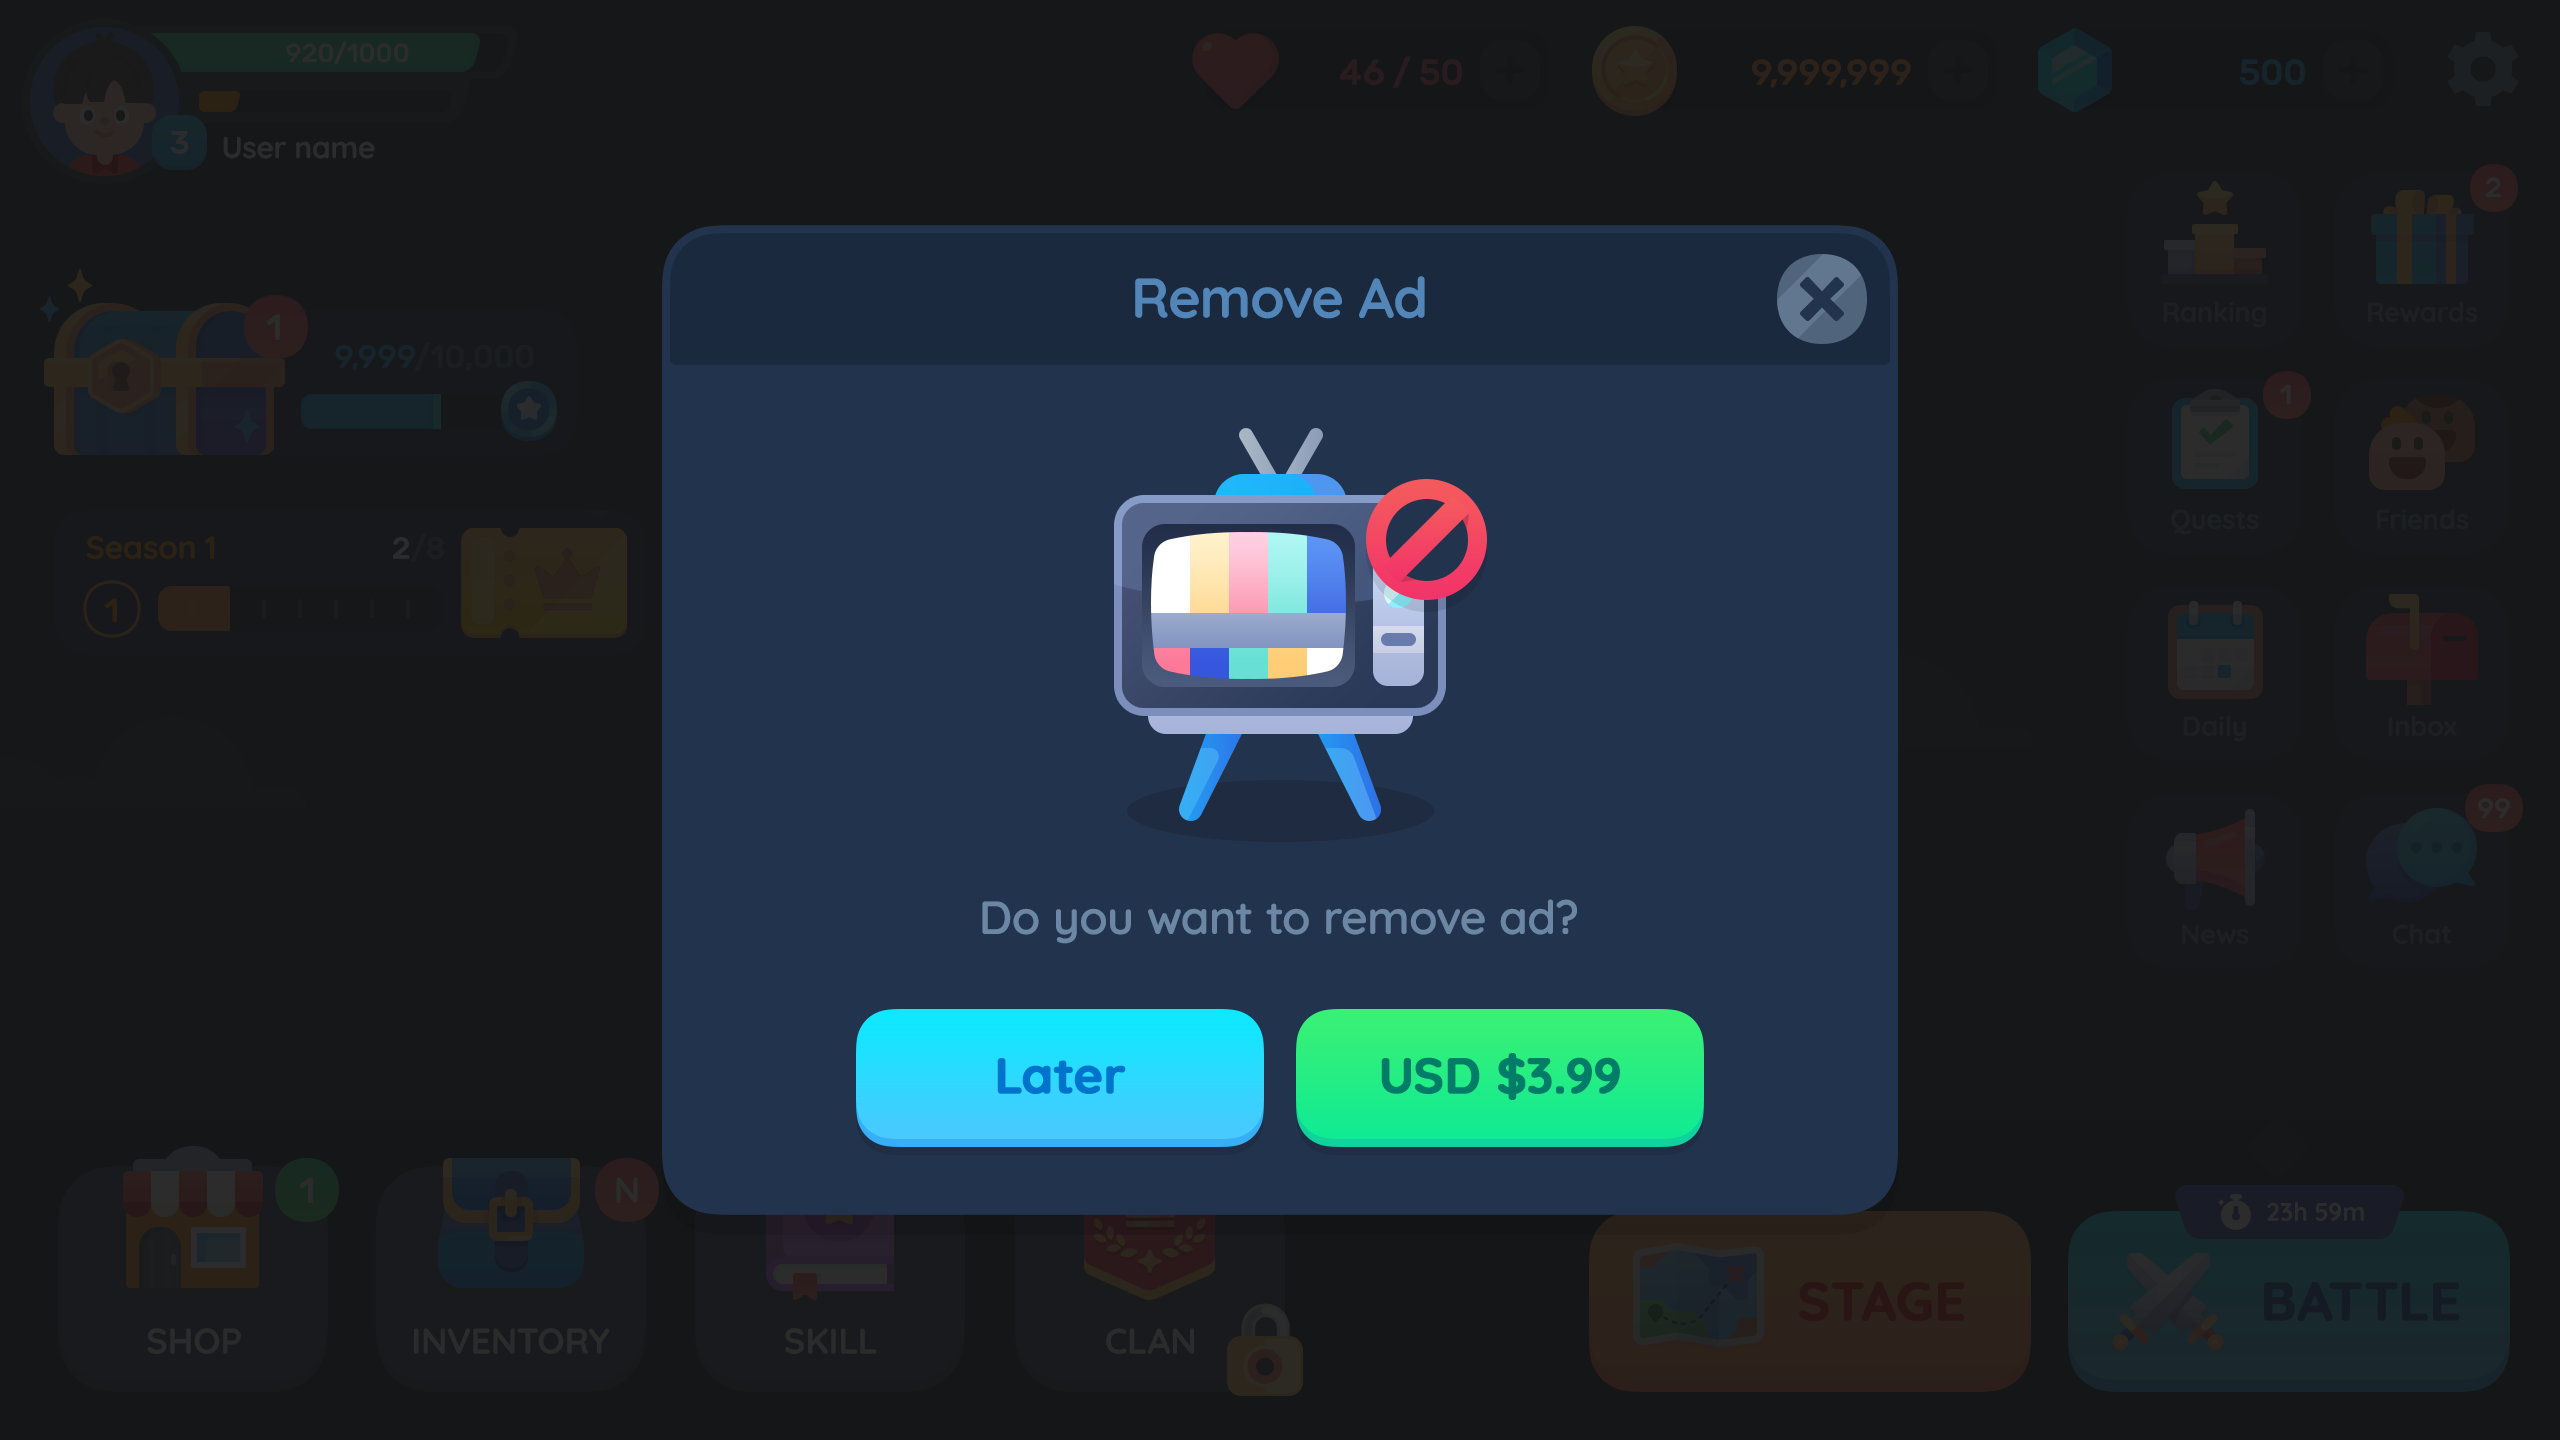 920/1000
46 / 50
9,999,999
500
3
User name
2
Ranking
Rewards
Remove Ad
1
9,999/10,000
1
Quests
Friends
Season 1
2/8
1
Daily
Inbox
99
News
Chat
Do you want to remove ad?
Later
USD $3.99
1
N
23h 59m
STAGE
BATTLE
SHOP
INVENTORY
SKILL
CLAN